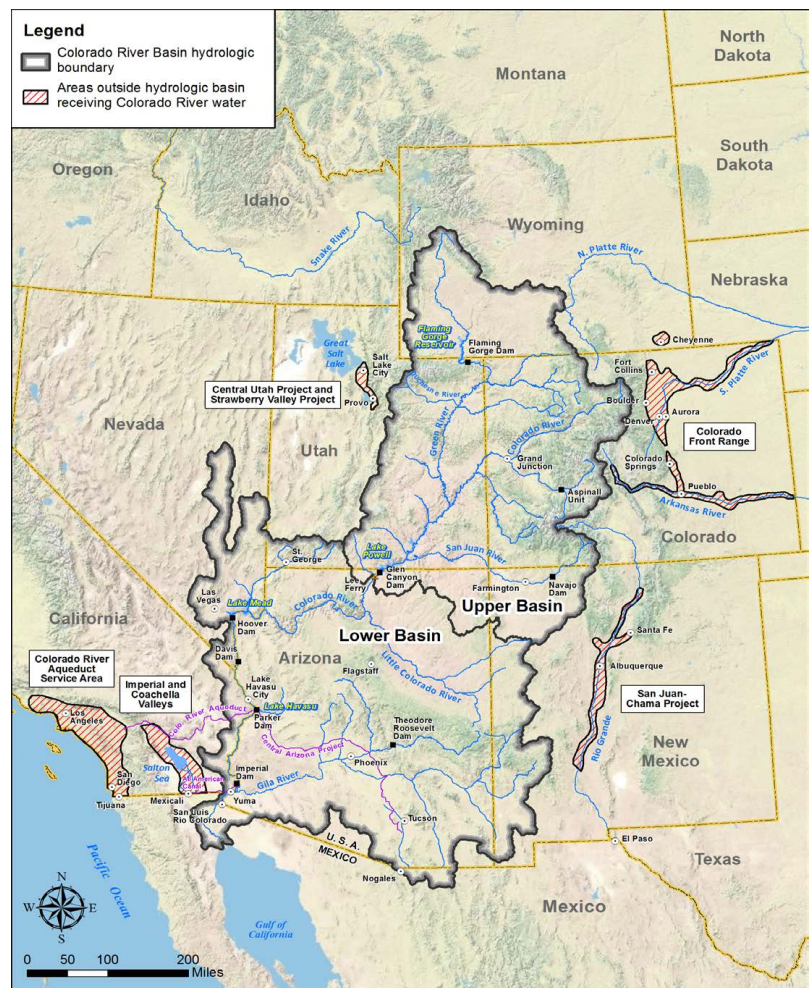 Legend
Colorado River Basin hydrologic
boundary
Areas outside hydrologic basin
receiving Colorado River water
North
Dakota
Montana
South
Dakota
Oregon
Idaho
Wyoming
Snake River
N. Platte River
Nebraska
Flaming
Gorge
Reservoir
Flaming
Gorge Dam
Cheyenne
Great
Salt
Lake
Salt
Lake
City
Fort
Collins
S. Platte River
Central Utah Project and
Strawberry Valley Project
Provo
Boulder
Denver
Aurora
Nevada
Utah
Green River
Colorado River
Colorado
Front Range
Grand
Junction
Colorado
Springs
Aspinall
Unit
Pueblo
Arkansas River
Colorado
St.
George
Lake
Powell
San Juan River
Glen
Canyon
Dam
Lee
Ferry
Farmington
Navajo
Dam
Las
Vegas
Lake Mead
Colorado River
Upper Basin
California
Hoover
Dam
Lower Basin
Santa Fe
Davis
Dam
Arizona
Colorado River
Aqueduct
Service Area
Imperial and
Coachella
Valleys
Lake
Havasu
City
Flagstaff
Little Colorado River
Albuquerque
San Juan-
Chama Project
Lake Havasu
Los
Angeles
Colo. River Aqueduct
Parker
Dam
Central Arizona Project
Theodore
Roosevelt
Dam
Rio Grande
New
Mexico
Salton
Sea
Phoenix
San
Diego
All American
Canal
Imperial
Dam
Gila River
Tijuana
Mexicali
Yuma
San Luis
Rio Colorado
Tucson
U. S. A.
MEXICO
El Paso
Texas
Nogales
Pacific Ocean
Mexico
Gulf of
California
N
W
E
S
0 50 100 200
Miles